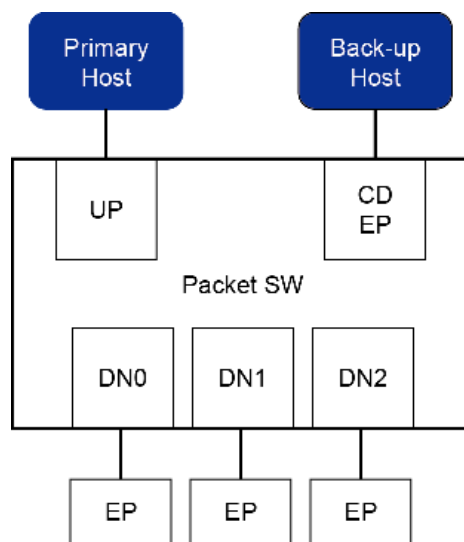 Primary
Host
Back-up
Host
UP
CD
EP
Packet SW
DN0
DN1
DN2
EP
EP
EP